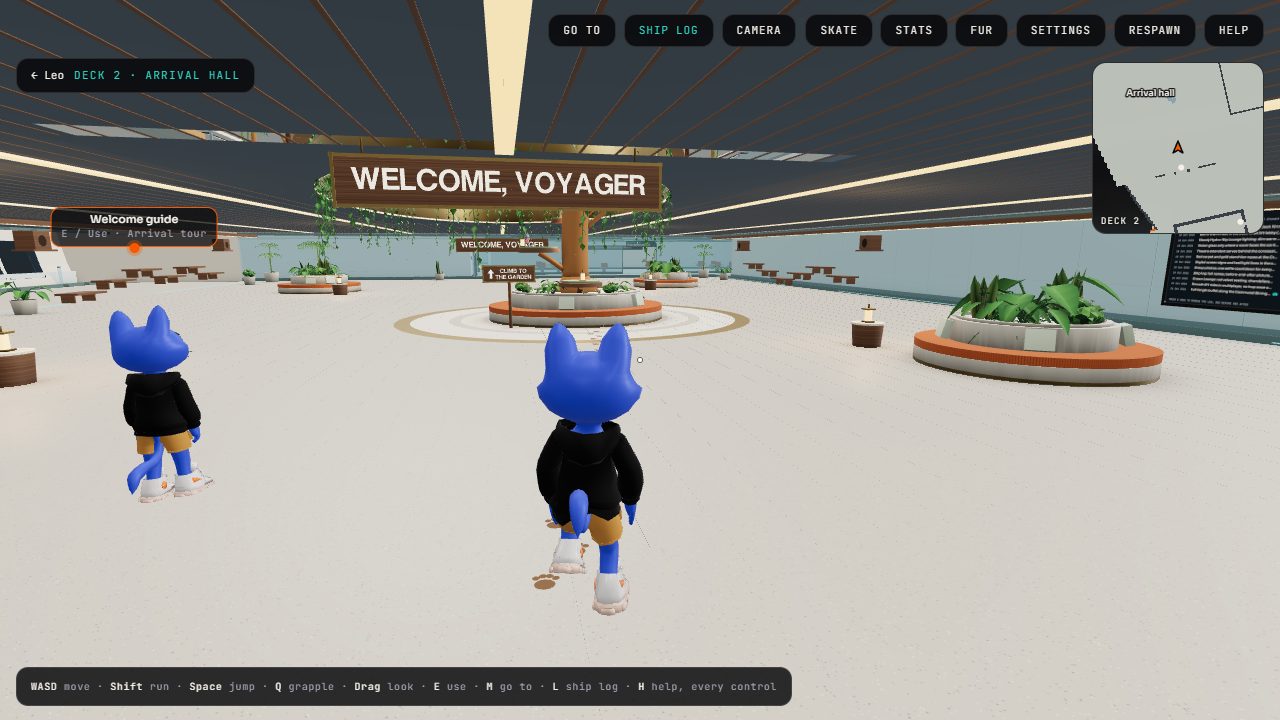 GO TO
SHIP LOG
CAMERA
SKATE
STATS
FUR
SETTINGS
RESPAWN
HELP
← Leo DECK 2 · ARRIVAL HALL
Arrival hall
DECK 2
WELCOME, VOYAGER
Welcome guide
E / Use · Arrival tour
WELCOME, VOYAGER
CLIMB TO
THE GARDEN
WASD move · Shift run · Space jump · Q grapple · Drag look · E use · M go to · L ship log · H help, every control